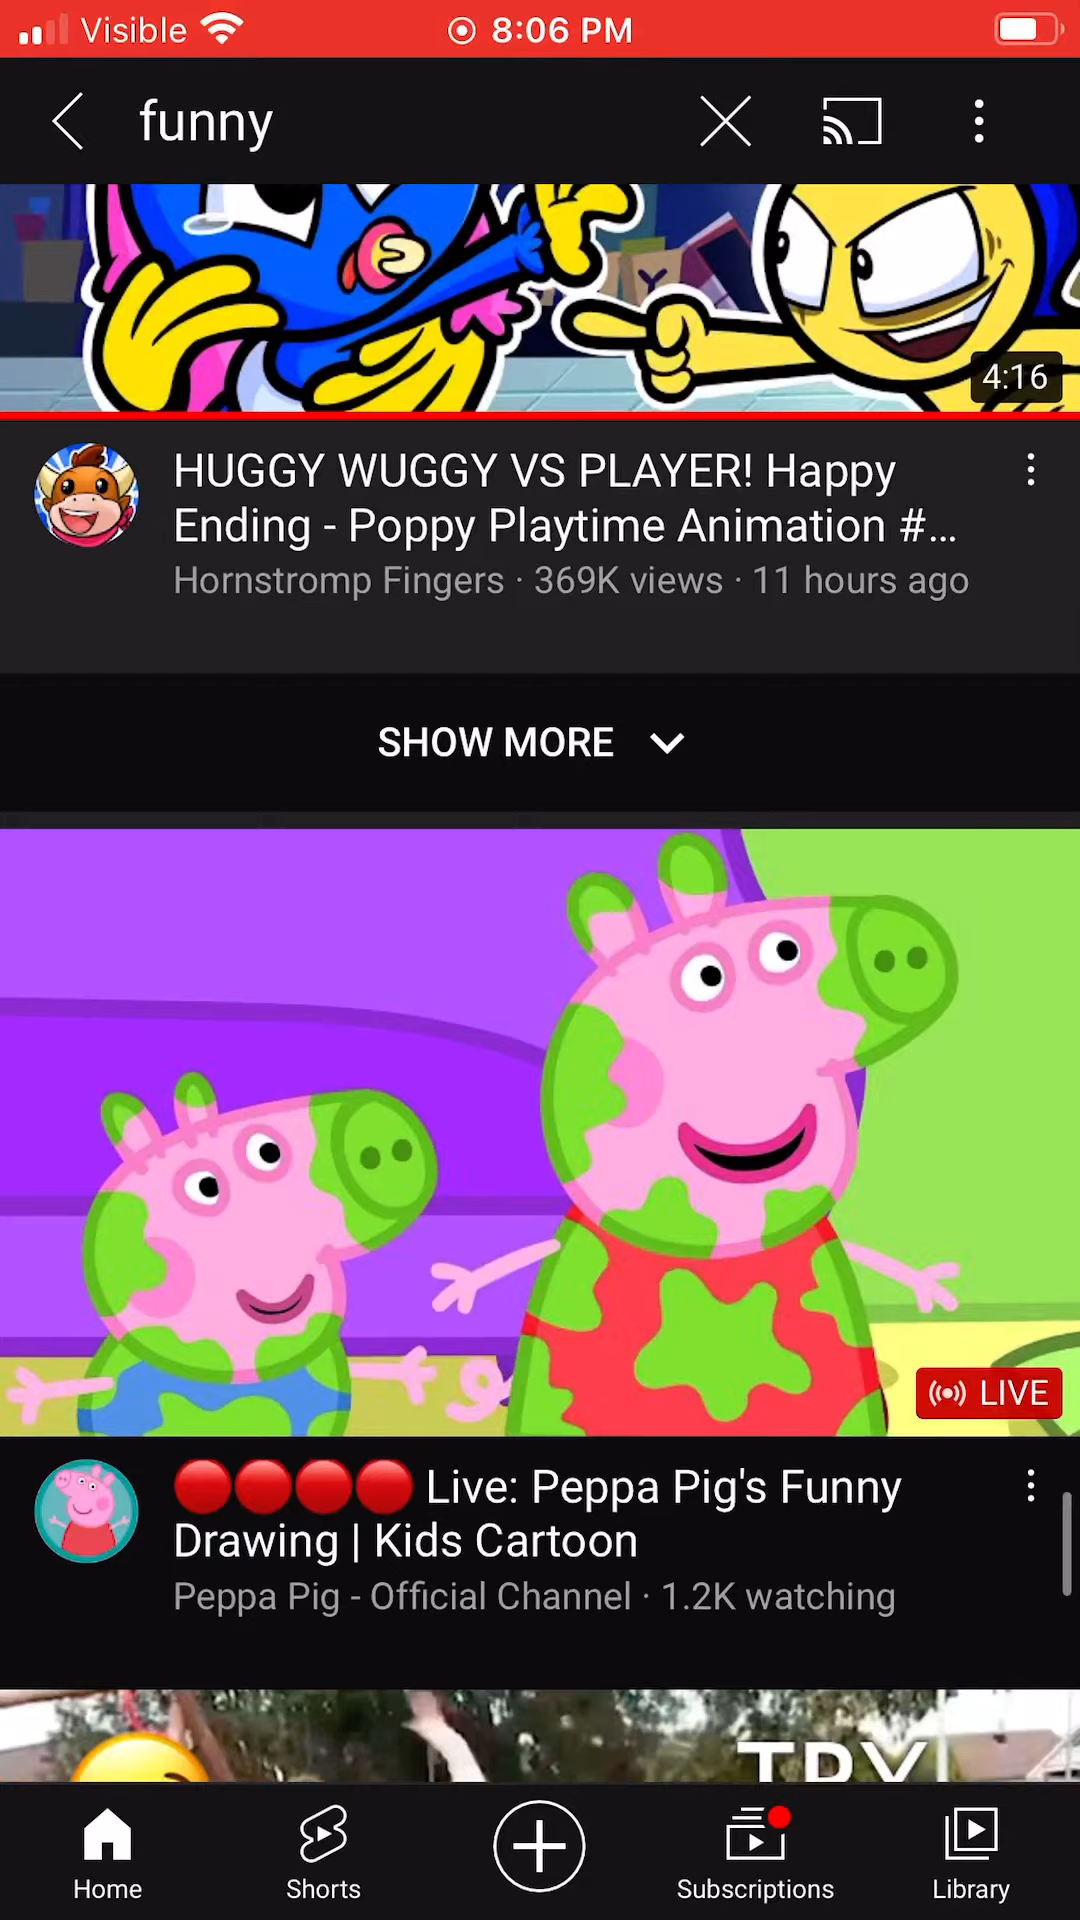 Visible
8:06 PM
funny
Y
4:16
HUGGY WUGGY VS PLAYER! Happy
Ending - Poppy Playtime Animation #...
Hornstromp Fingers · 369K views · 11 hours ago
SHOW MORE
LIVE
🔴🔴🔴🔴 Live: Peppa Pig's Funny
Drawing | Kids Cartoon
Peppa Pig - Official Channel · 1.2K watching
TRY
Home
Shorts
Subscriptions
Library